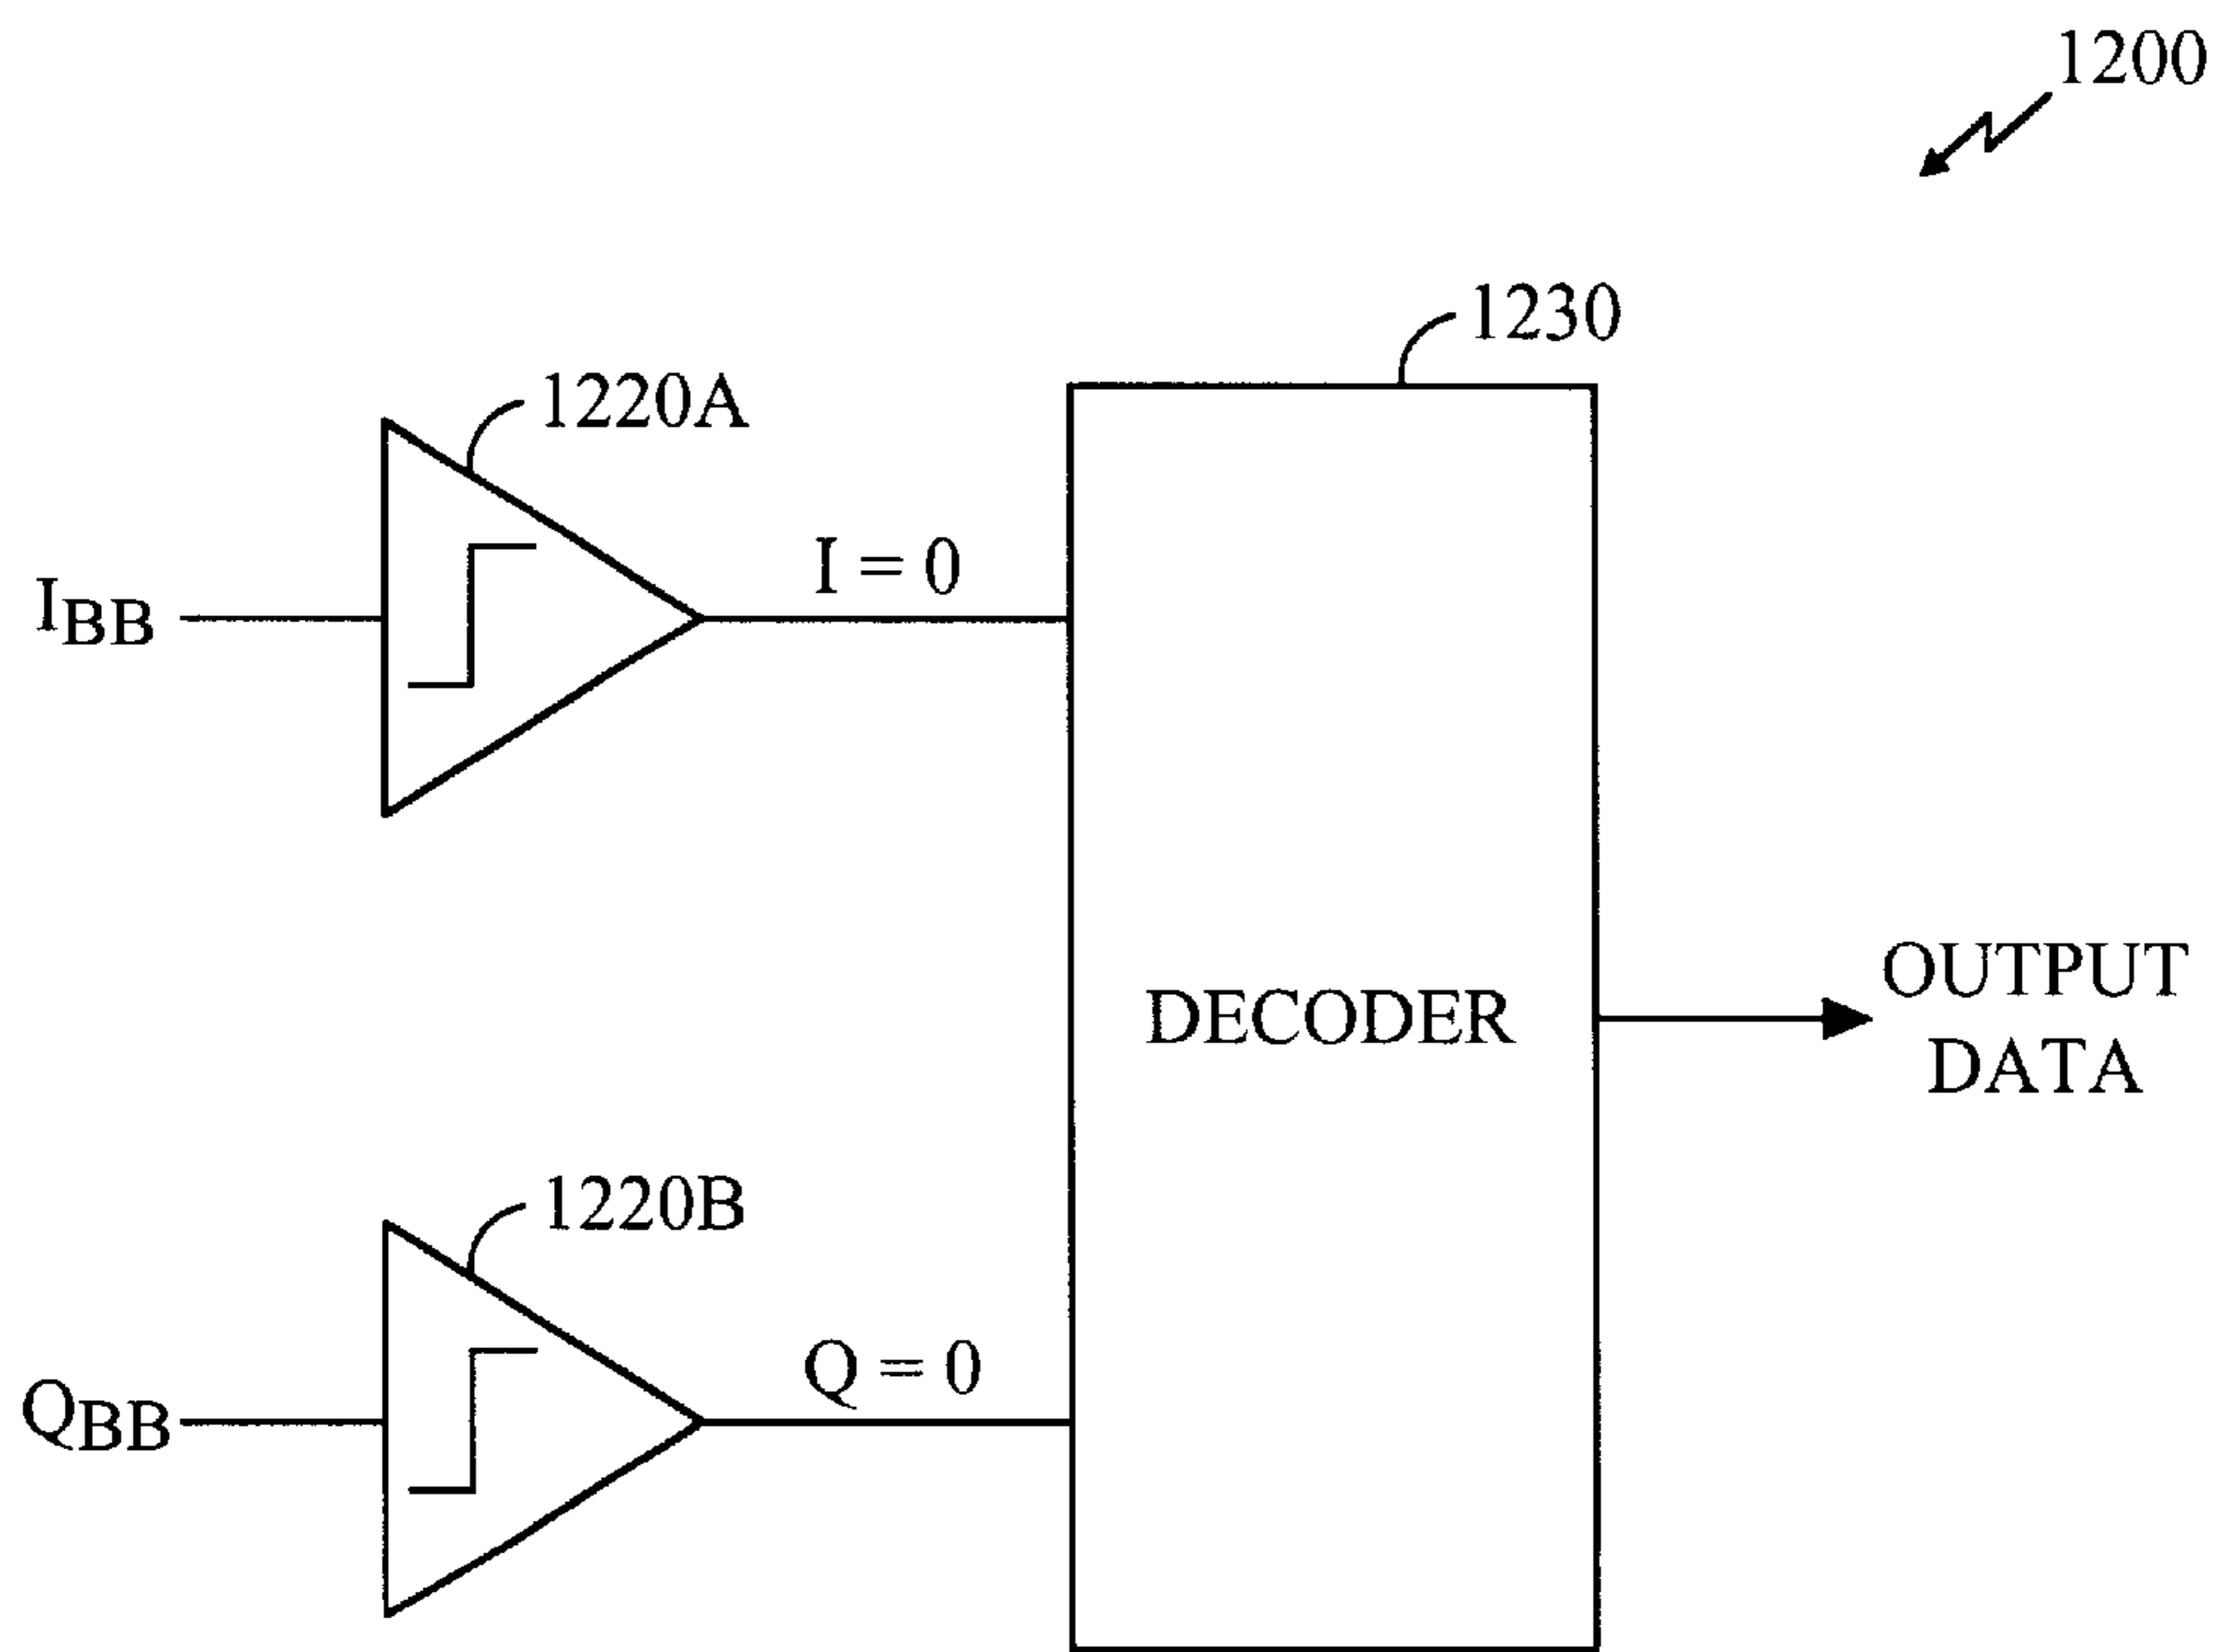 1200
1230
1220A
I = 0
IBB
OUTPUT
DATA
DECODER
1220B
Q = 0
QBB